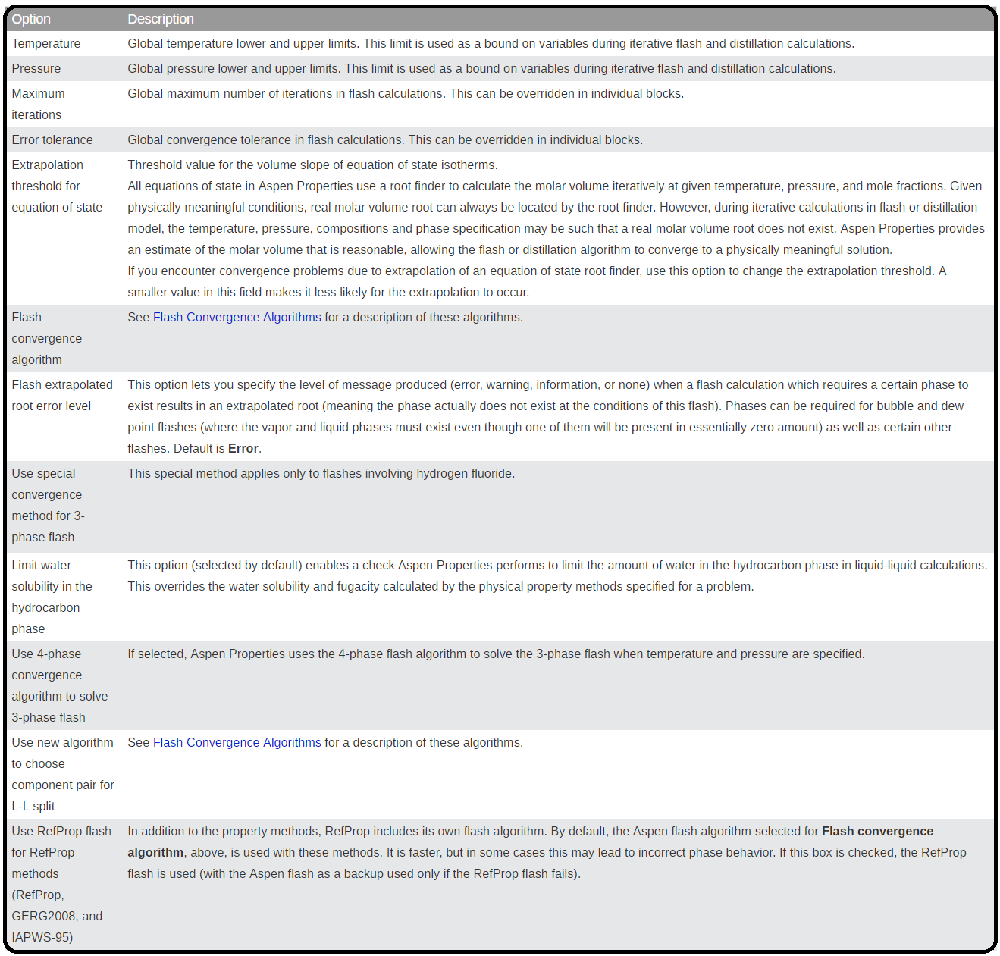 Option Description
Temperature Global temperature lower and upper limits. This limit is used as a bound on variables during iterative flash and distillation calculations.
Pressure Global pressure lower and upper limits. This limit is used as a bound on variables during iterative flash and distillation calculations.
Maximum Global maximum number of iterations in flash calculations. This can be overridden in individual blocks.
iterations
Error tolerance Global convergence tolerance in flash calculations. This can be overridden in individual blocks.
Extrapolation Threshold value for the volume slope of equation of state isotherms.
threshold for All equations of state in Aspen Properties use a root finder to calculate the molar volume iteratively at given temperature, pressure, and mole fractions. Given
equation of state physically meaningful conditions, real molar volume root can always be located by the root finder. However, during iterative calculations in flash or distillation
model, the temperature, pressure, compositions and phase specification may be such that a real molar volume root does not exist. Aspen Properties provides
an estimate of the molar volume that is reasonable, allowing the flash or distillation algorithm to converge to a physically meaningful solution.
If you encounter convergence problems due to extrapolation of an equation of state root finder, use this option to change the extrapolation threshold. A
smaller value in this field makes it less likely for the extrapolation to occur.
Flash See Flash Convergence Algorithms for a description of these algorithms.
convergence
algorithm
Flash extrapolated This option lets you specify the level of message produced (error, warning, information, or none) when a flash calculation which requires a certain phase to
root error level exist results in an extrapolated root (meaning the phase actually does not exist at the conditions of this flash). Phases can be required for bubble and dew
point flashes (where the vapor and liquid phases must exist even though one of them will be present in essentially zero amount) as well as certain other
flashes. Default is Error.
Use special This special method applies only to flashes involving hydrogen fluoride.
convergence
method for 3-
phase flash
Limit water This option (selected by default) enables a check Aspen Properties performs to limit the amount of water in the hydrocarbon phase in liquid-liquid calculations.
solubility in the This overrides the water solubility and fugacity calculated by the physical property methods specified for a problem.
hydrocarbon
phase
Use 4-phase If selected, Aspen Properties uses the 4-phase flash algorithm to solve the 3-phase flash when temperature and pressure are specified.
convergence
algorithm to solve
3-phase flash
Use new algorithm See Flash Convergence Algorithms for a description of these algorithms.
to choose
component pair for
L-L split
Use RefProp flash In addition to the property methods, RefProp includes its own flash algorithm. By default, the Aspen flash algorithm selected for Flash convergence
for RefProp algorithm, above, is used with these methods. It is faster, but in some cases this may lead to incorrect phase behavior. If this box is checked, the RefProp
methods flash is used (with the Aspen flash as a backup used only if the RefProp flash fails).
(RefProp,
GERG2008, and
IAPWS-95)